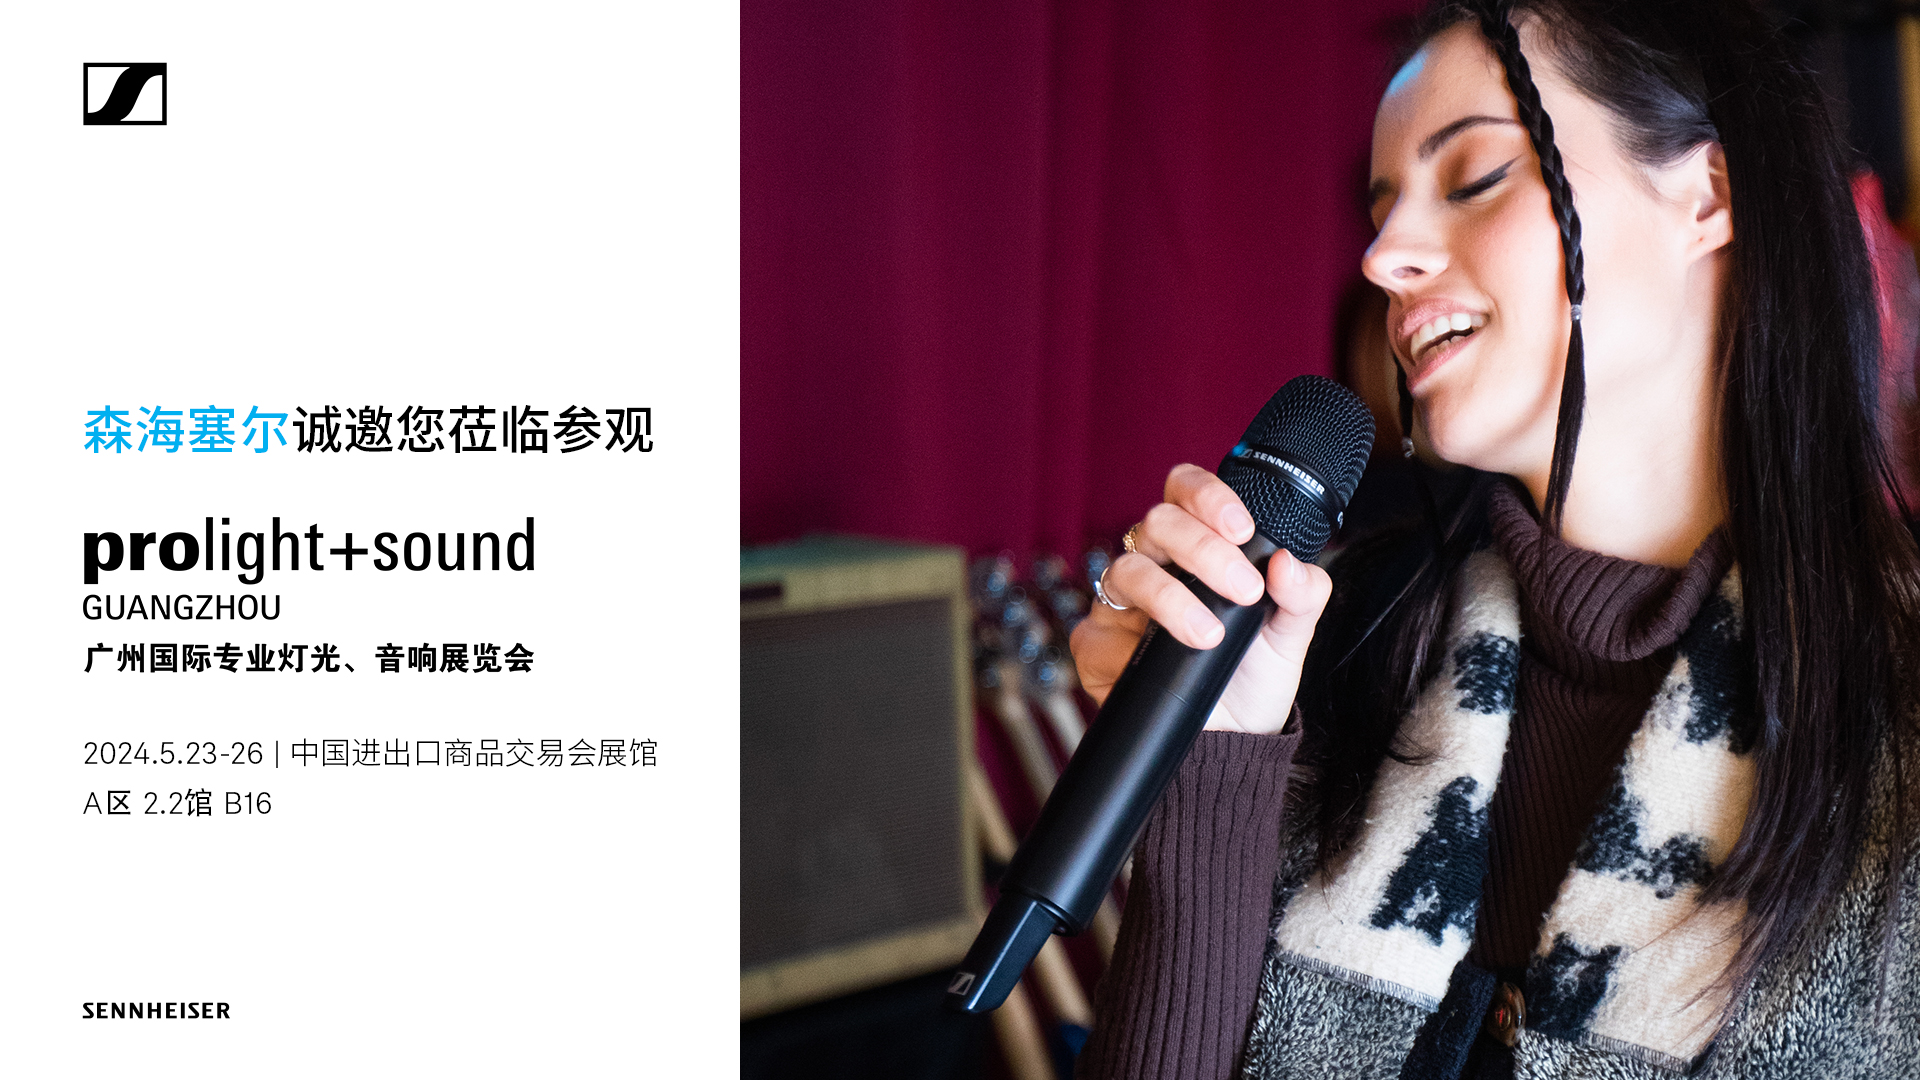 森海塞尔诚邀您莅临参观
prolight+sound
GUANGZHOU
广州国际专业灯光、音响展览会
2024.5.23-26 | 中国进出口商品交易会展馆
A区 2.2馆 B16
SENNHEISER
SENNHEISER